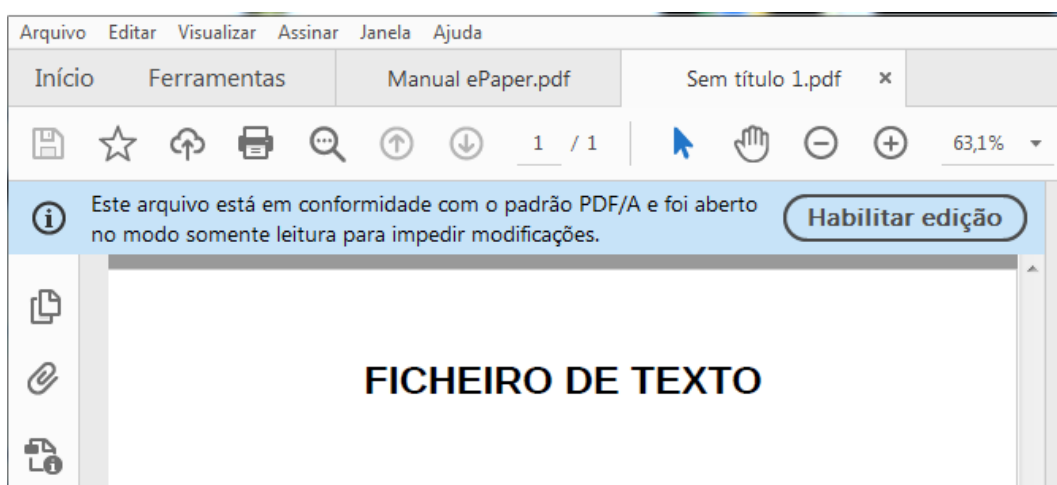 Arquivo Editar Visualizar Assinar Janela Ajuda
Início Ferramentas Manual ePaper.pdf Sem título 1.pdf ×
1 / 1 63,1%
Este arquivo está em conformidade com o padrão PDF/A e foi aberto
no modo somente leitura para impedir modificações.
Habilitar edição
FICHEIRO DE TEXTO